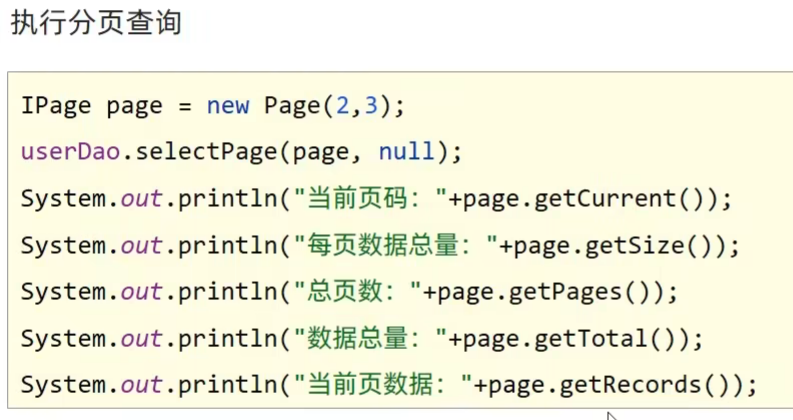 执行分页查询
IPage page = new Page(2,3);
userDao.selectPage(page, null);
System.out.println("当前页码："+page.getCurrent());
System.out.println("每页数据总量："+page.getSize());
System.out.println("总页数："+page.getPages());
System.out.println("数据总量："+page.getTotal());
System.out.println("当前页数据："+page.getRecords());